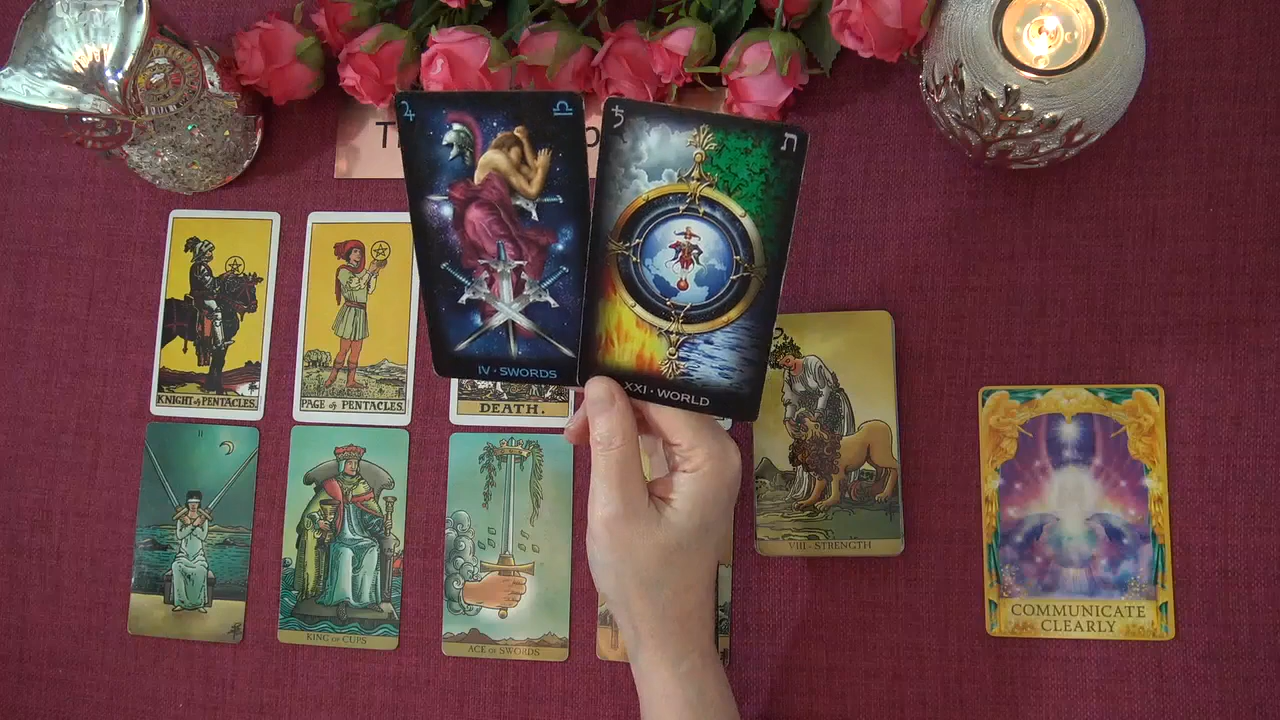 T
IV · SWORDS
XXI · WORLD
ת
KNIGHT of PENTACLES.
PAGE of PENTACLES.
DEATH.
II
KING OF CUPS
ACE OF SWORDS
VIII - STRENGTH
COMMUNICATE
CLEARLY